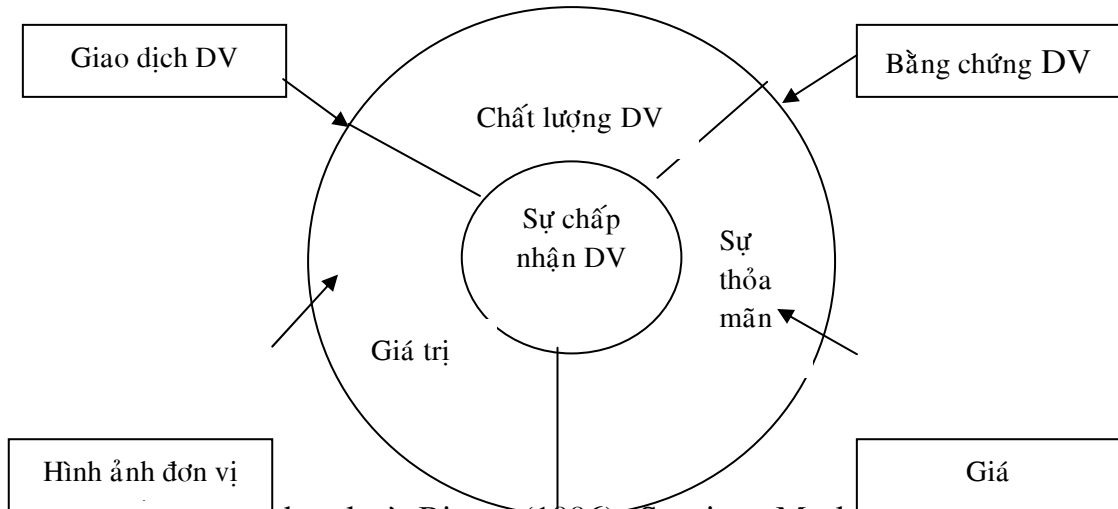 Giao dịch DV
Bằng chứng DV
Chất lượng DV
Sự chấp
nhận DV
Sự
thỏa
mãn
Giá trị
Hình ảnh đơn vị
Giá
(1986)